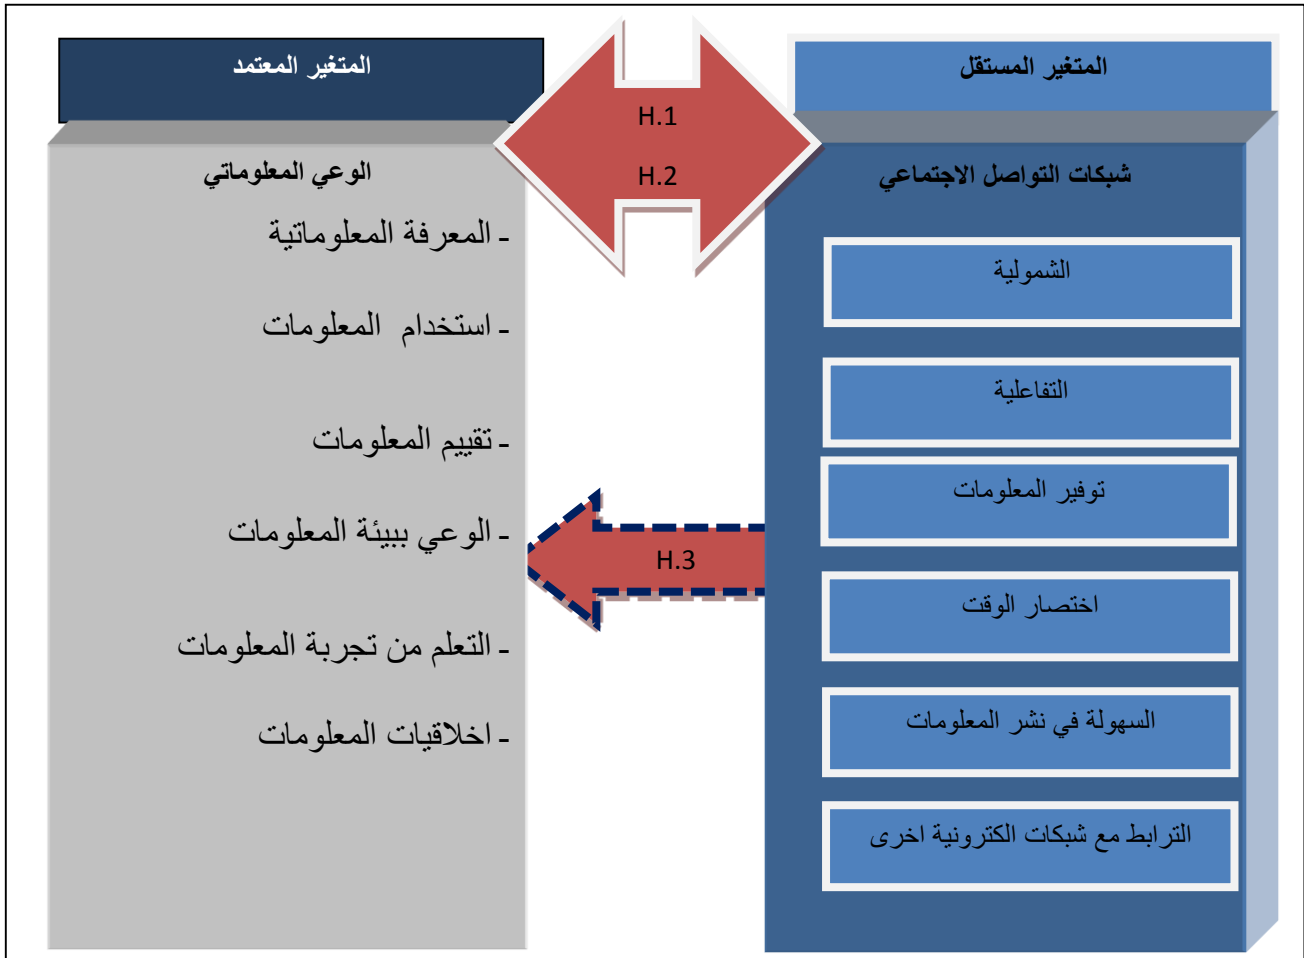 المتغير المستقل
شبكات التواصل الاجتماعي
الشمولية
التفاعلية
توفير المعلومات
اختصار الوقت
السهولة في نشر المعلومات
الترابط مع شبكات الكترونية اخرى
H.1
H.2
H.3
المتغير المعتمد
الوعي المعلوماتي
- المعرفة المعلوماتية
- استخدام المعلومات
- تقييم المعلومات
- الوعي ببيئة المعلومات
- التعلم من تجربة المعلومات
- اخلاقيات المعلومات